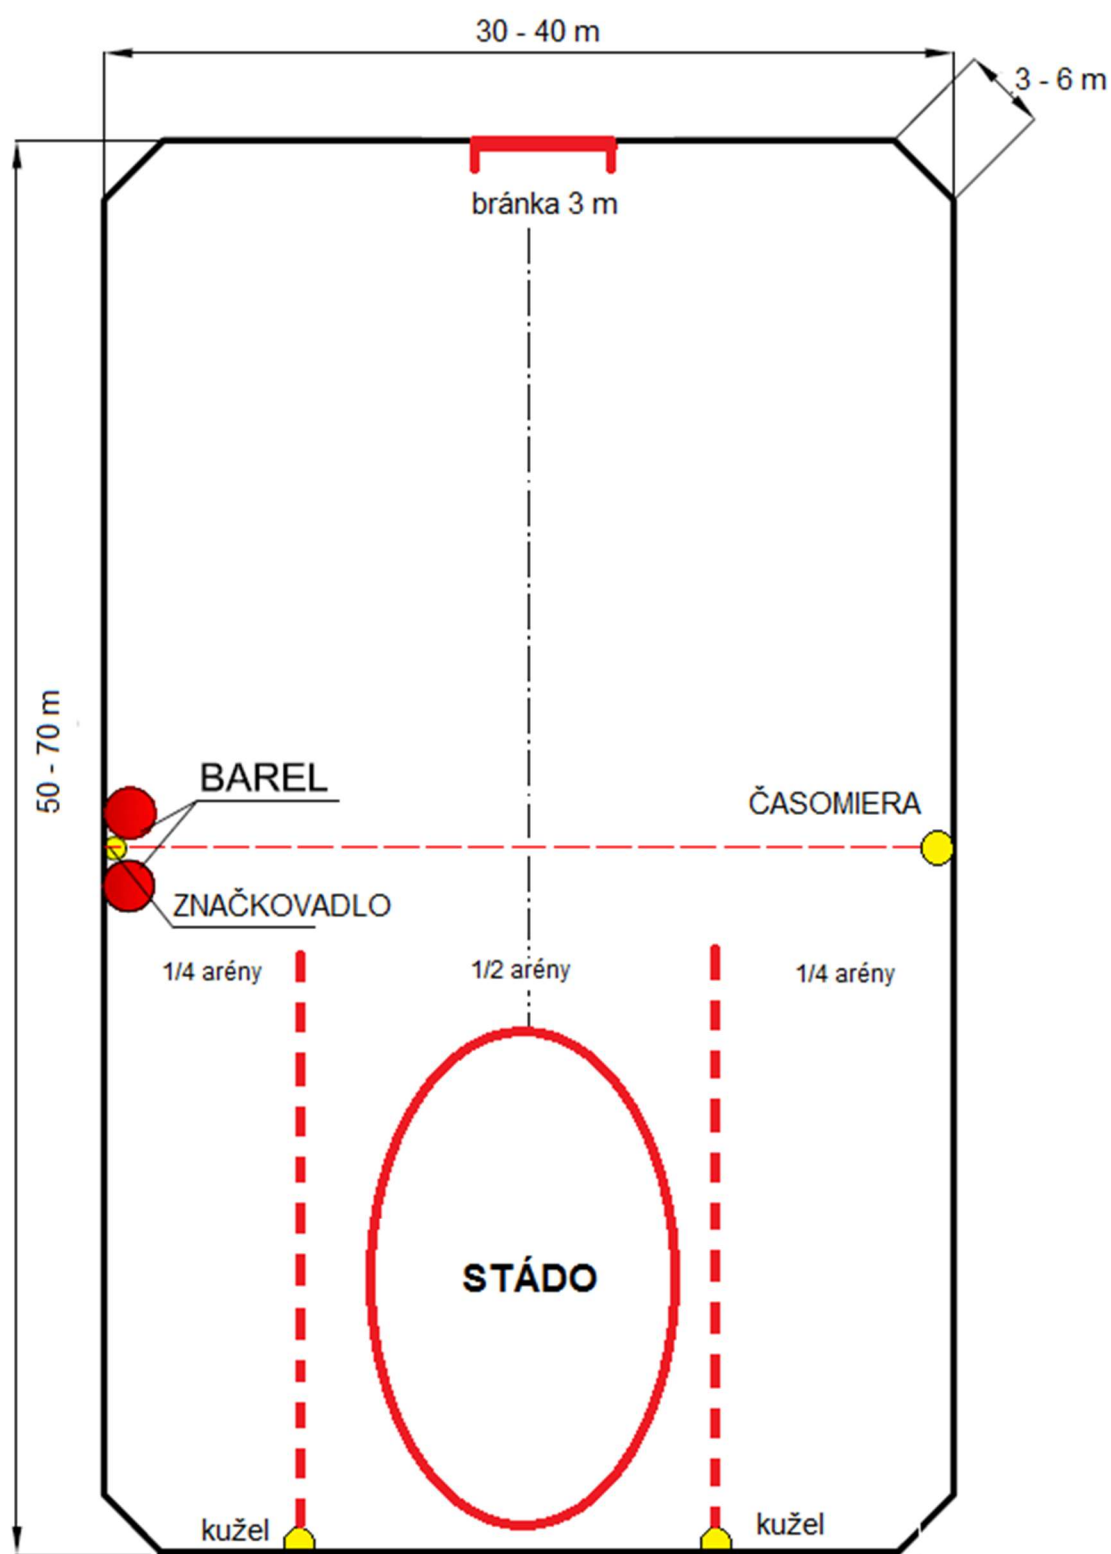 30 - 40 m
3 - 6 m
bránka 3 m
50 - 70 m
BAREL
ČASOMIERA
ZNAČKOVADLO
1/4 arény
1/2 arény
1/4 arény
STÁDO
kužel
kužel